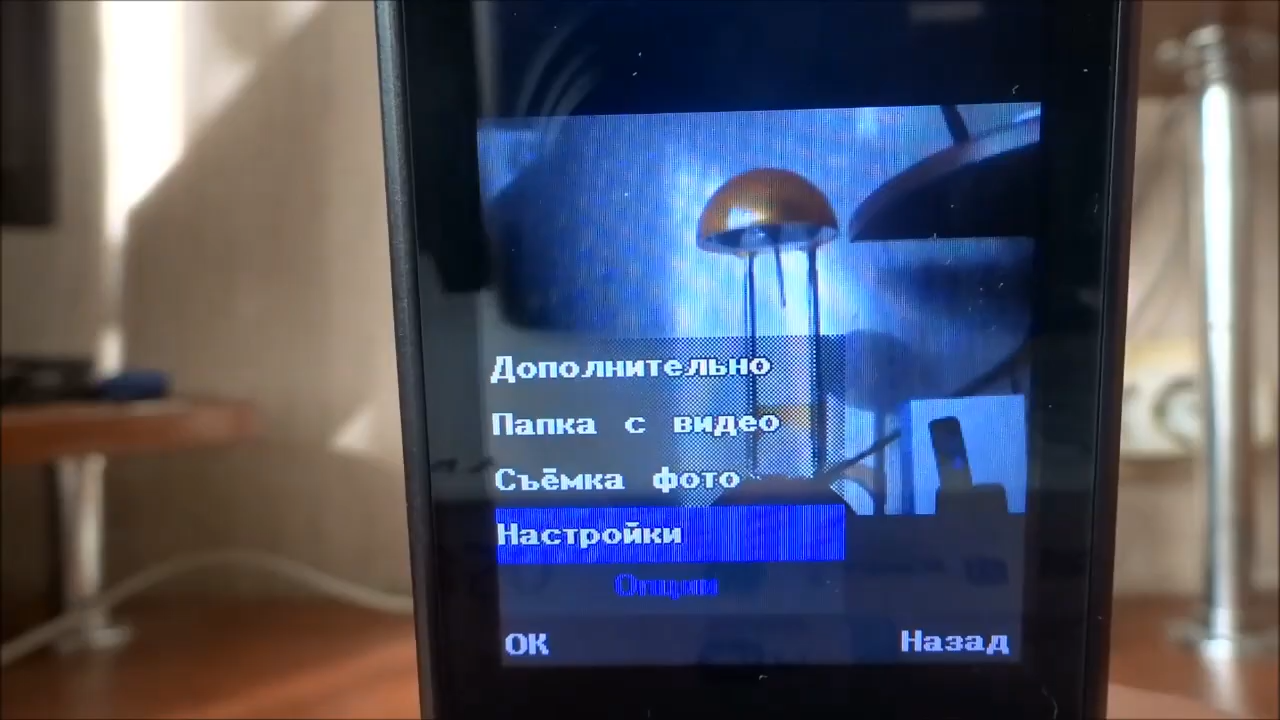 Дополнительно
Папка с видео
Съёмка фото
Настройки
Опции
ОК
Назад